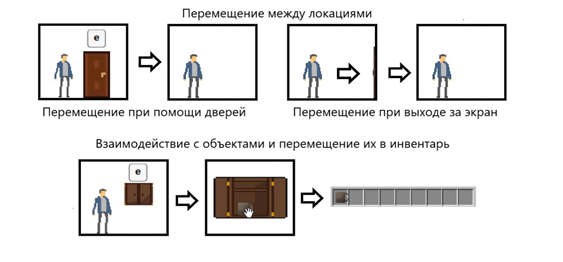 Перемещение между локациями
e
Перемещение при помощи дверей
Перемещение при выходе за экран
Взаимодействие с объектами и перемещение их в инвентарь
e